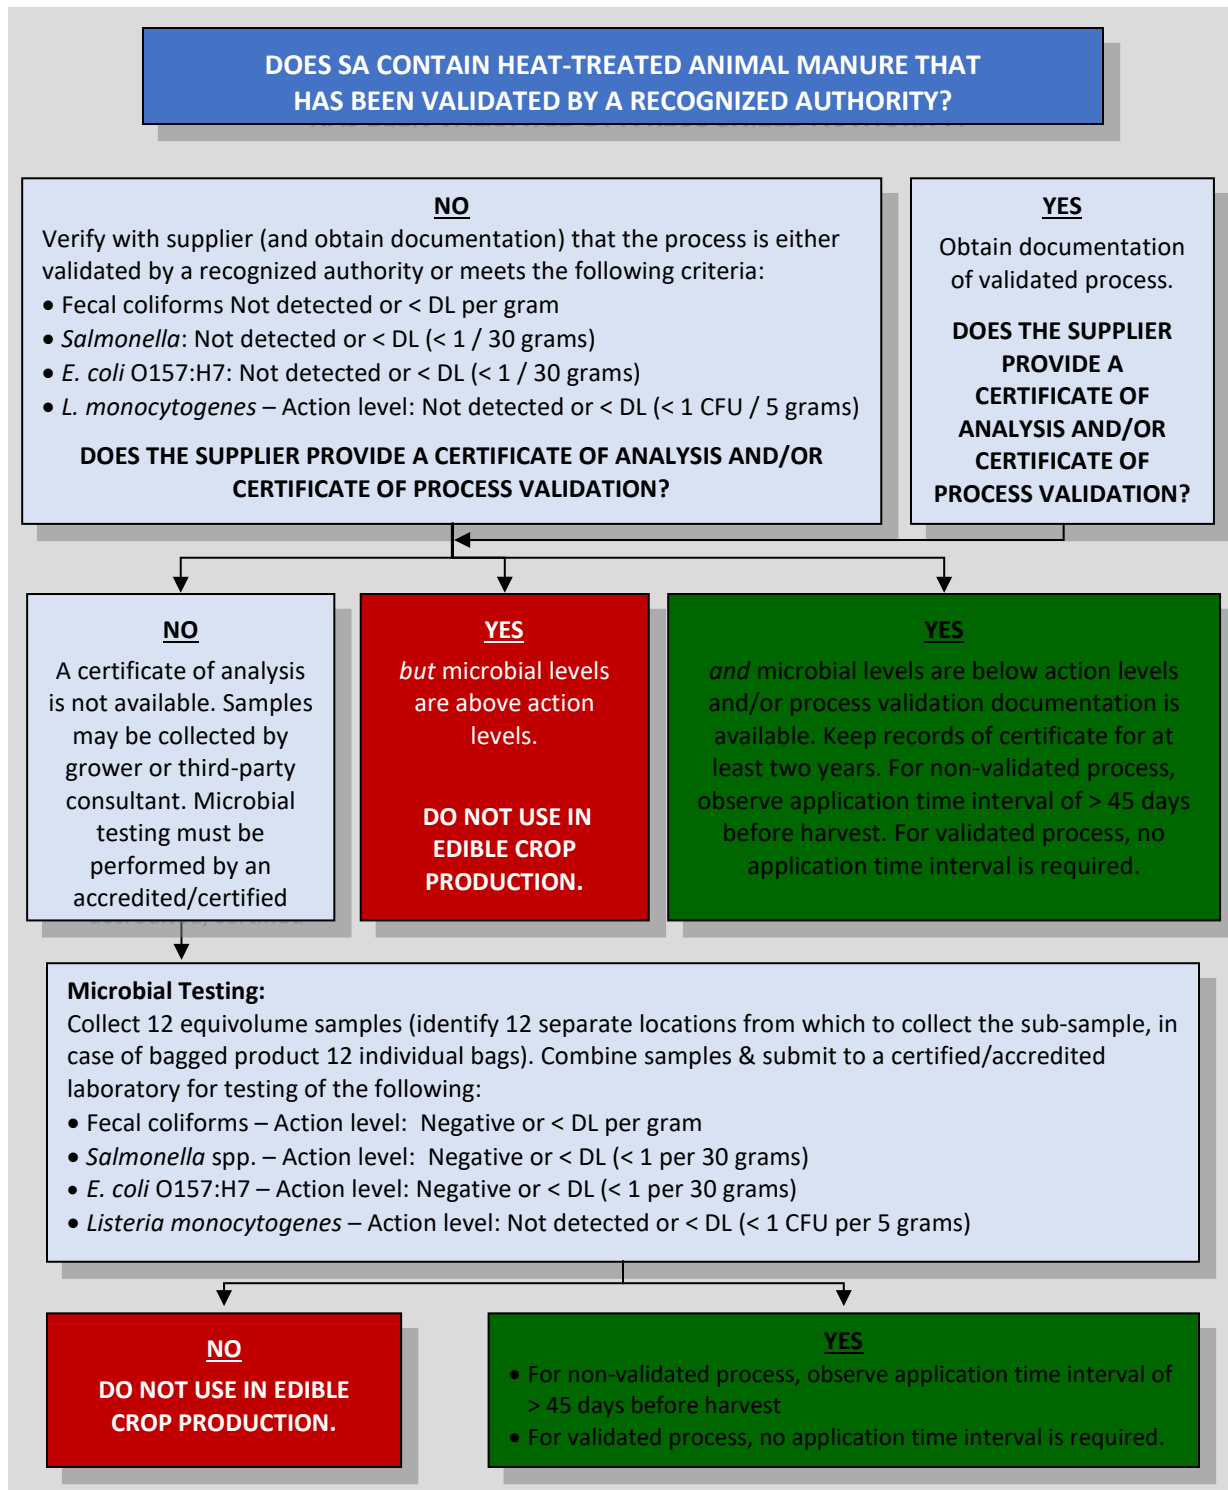 DOES SA CONTAIN HEAT-TREATED ANIMAL MANURE THAT
HAS BEEN VALIDATED BY A RECOGNIZED AUTHORITY?
NO
Verify with supplier (and obtain documentation) that the process is either
validated by a recognized authority or meets the following criteria:
• Fecal coliforms Not detected or < DL per gram
• Salmonella: Not detected or < DL (< 1 / 30 grams)
• E. coli O157:H7: Not detected or < DL (< 1 / 30 grams)
• L. monocytogenes – Action level: Not detected or < DL (< 1 CFU / 5 grams)
DOES THE SUPPLIER PROVIDE A CERTIFICATE OF ANALYSIS AND/OR
CERTIFICATE OF PROCESS VALIDATION?
YES
Obtain documentation
of validated process.
DOES THE SUPPLIER
PROVIDE A
CERTIFICATE OF
ANALYSIS AND/OR
CERTIFICATE OF
PROCESS VALIDATION?
NO
A certificate of analysis
is not available. Samples
may be collected by
grower or third-party
consultant. Microbial
testing must be
performed by an
accredited/certified
YES
but microbial levels
are above action
levels.
DO NOT USE IN
EDIBLE CROP
PRODUCTION.
YES
and microbial levels are below action levels
and/or process validation documentation is
available. Keep records of certificate for at
least two years. For non-validated process,
observe application time interval of > 45 days
before harvest. For validated process, no
application time interval is required.
Microbial Testing:
Collect 12 equivolume samples (identify 12 separate locations from which to collect the sub-sample, in
case of bagged product 12 individual bags). Combine samples & submit to a certified/accredited
laboratory for testing of the following:
• Fecal coliforms – Action level:  Negative or < DL per gram
• Salmonella spp. – Action level:  Negative or < DL (< 1 per 30 grams)
• E. coli O157:H7 – Action level: Negative or < DL (< 1 per 30 grams)
• Listeria monocytogenes – Action level: Not detected or < DL (< 1 CFU per 5 grams)
NO
DO NOT USE IN EDIBLE
CROP PRODUCTION.
YES
• For non-validated process, observe application time interval of
> 45 days before harvest
• For validated process, no application time interval is required.